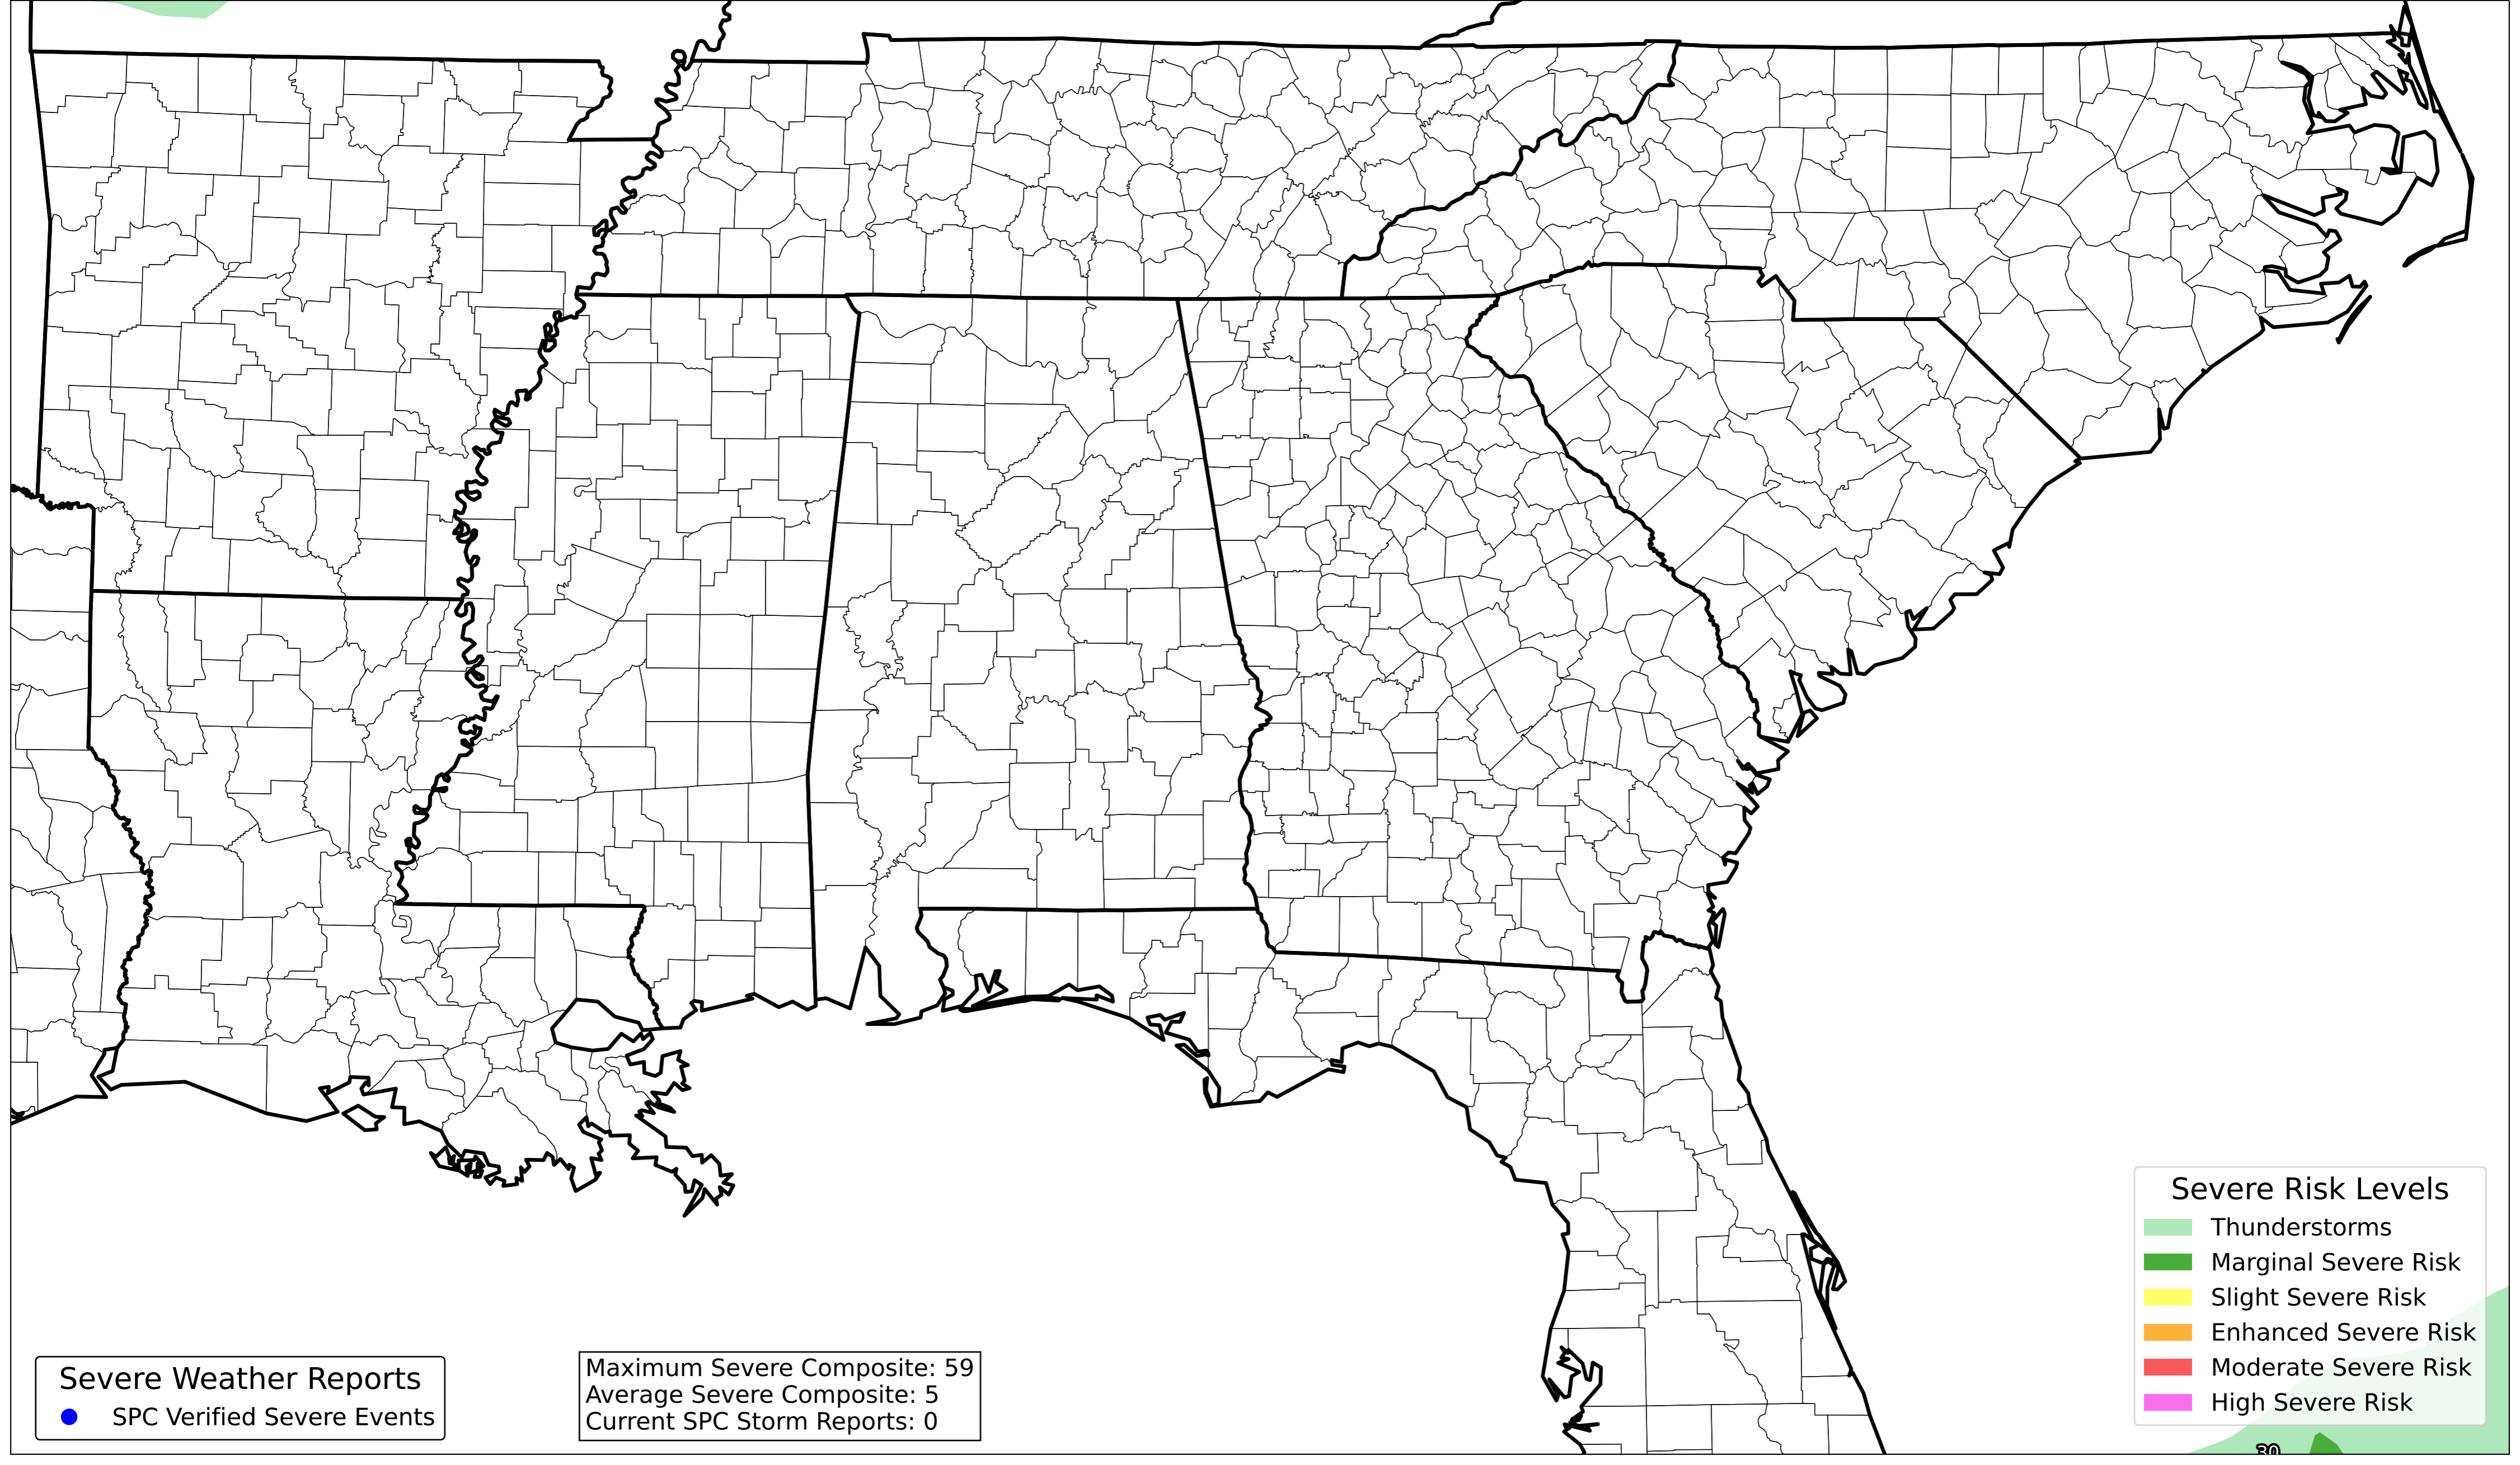 Severe Risk Levels
Thunderstorms
Marginal Severe Risk
Slight Severe Risk
Enhanced Severe Risk
Moderate Severe Risk
High Severe Risk
Severe Weather Reports
SPC Verified Severe Events
Maximum Severe Composite: 59
Average Severe Composite: 5
Current SPC Storm Reports: 0
30